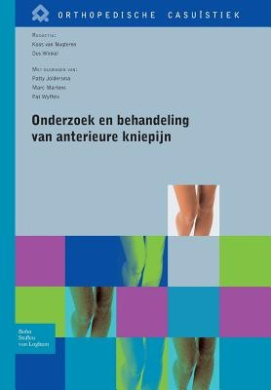 ORTHOPEDISCHE CASUÏSTIEK
REDACTIE:
Koos van Nugteren
Dos Winkel
MET BIJDRAGEN VAN:
Patty Joldersma
Marc Martens
Pat Wyffels
Onderzoek en behandeling
van anterieure kniepijn
Bohn
Stafleu
van Loghum